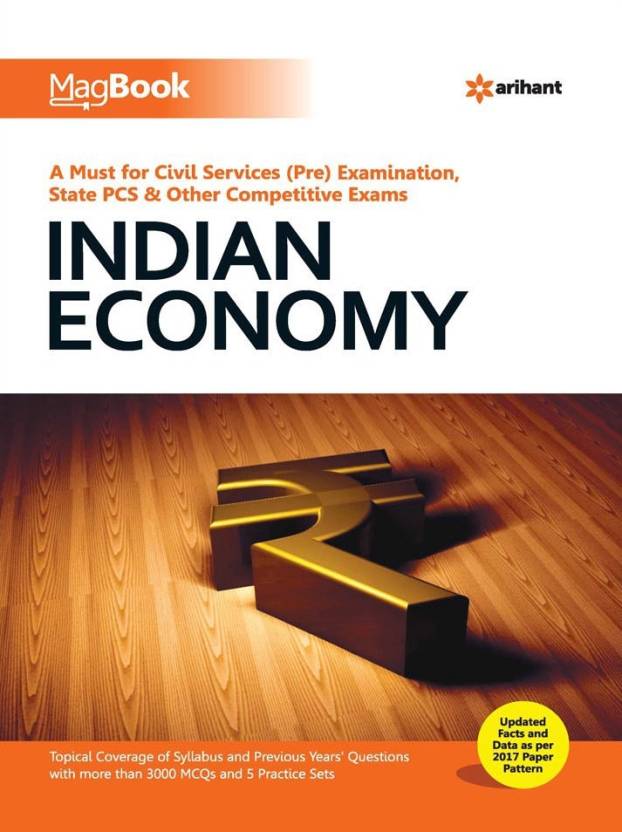 MagBook
arihant
A Must for Civil Services (Pre) Examination,
State PCS & Other Competitive Exams
INDIAN
ECONOMY
Updated
Facts and
Data as per
2017 Paper
Pattern
Topical Coverage of Syllabus and Previous Years' Questions
with more than 3000 MCQs and 5 Practice Sets